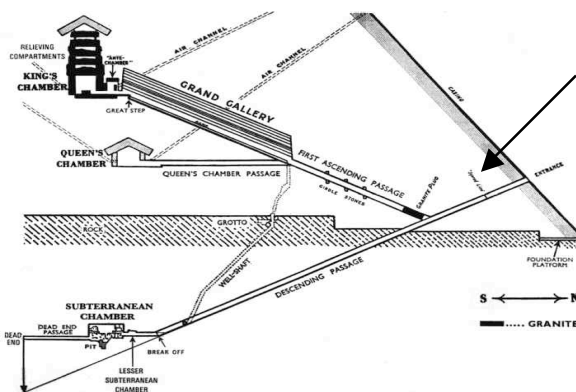 RELIEVING
COMPARTMENTS
KING'S
CHAMBER
"ANTE-
CHAMBER"
GREAT STEP
AIR CHANNEL
AIR CHANNEL
GRAND GALLERY
CASING
QUEEN'S
CHAMBER
QUEEN'S CHAMBER PASSAGE
FIRST ASCENDING PASSAGE
GIRDLE STONES
GRANITE PLUG
ENTRANCE
GROTTO
ROCK
WELL-SHAFT
DESCENDING PASSAGE
FOUNDATION
PLATFORM
SUBTERRANEAN
CHAMBER
DEAD END
PASSAGE
DEAD
END
PIT
BREAK OFF
LESSER
SUBTERRANEAN
CHAMBER
S
N
GRANITE